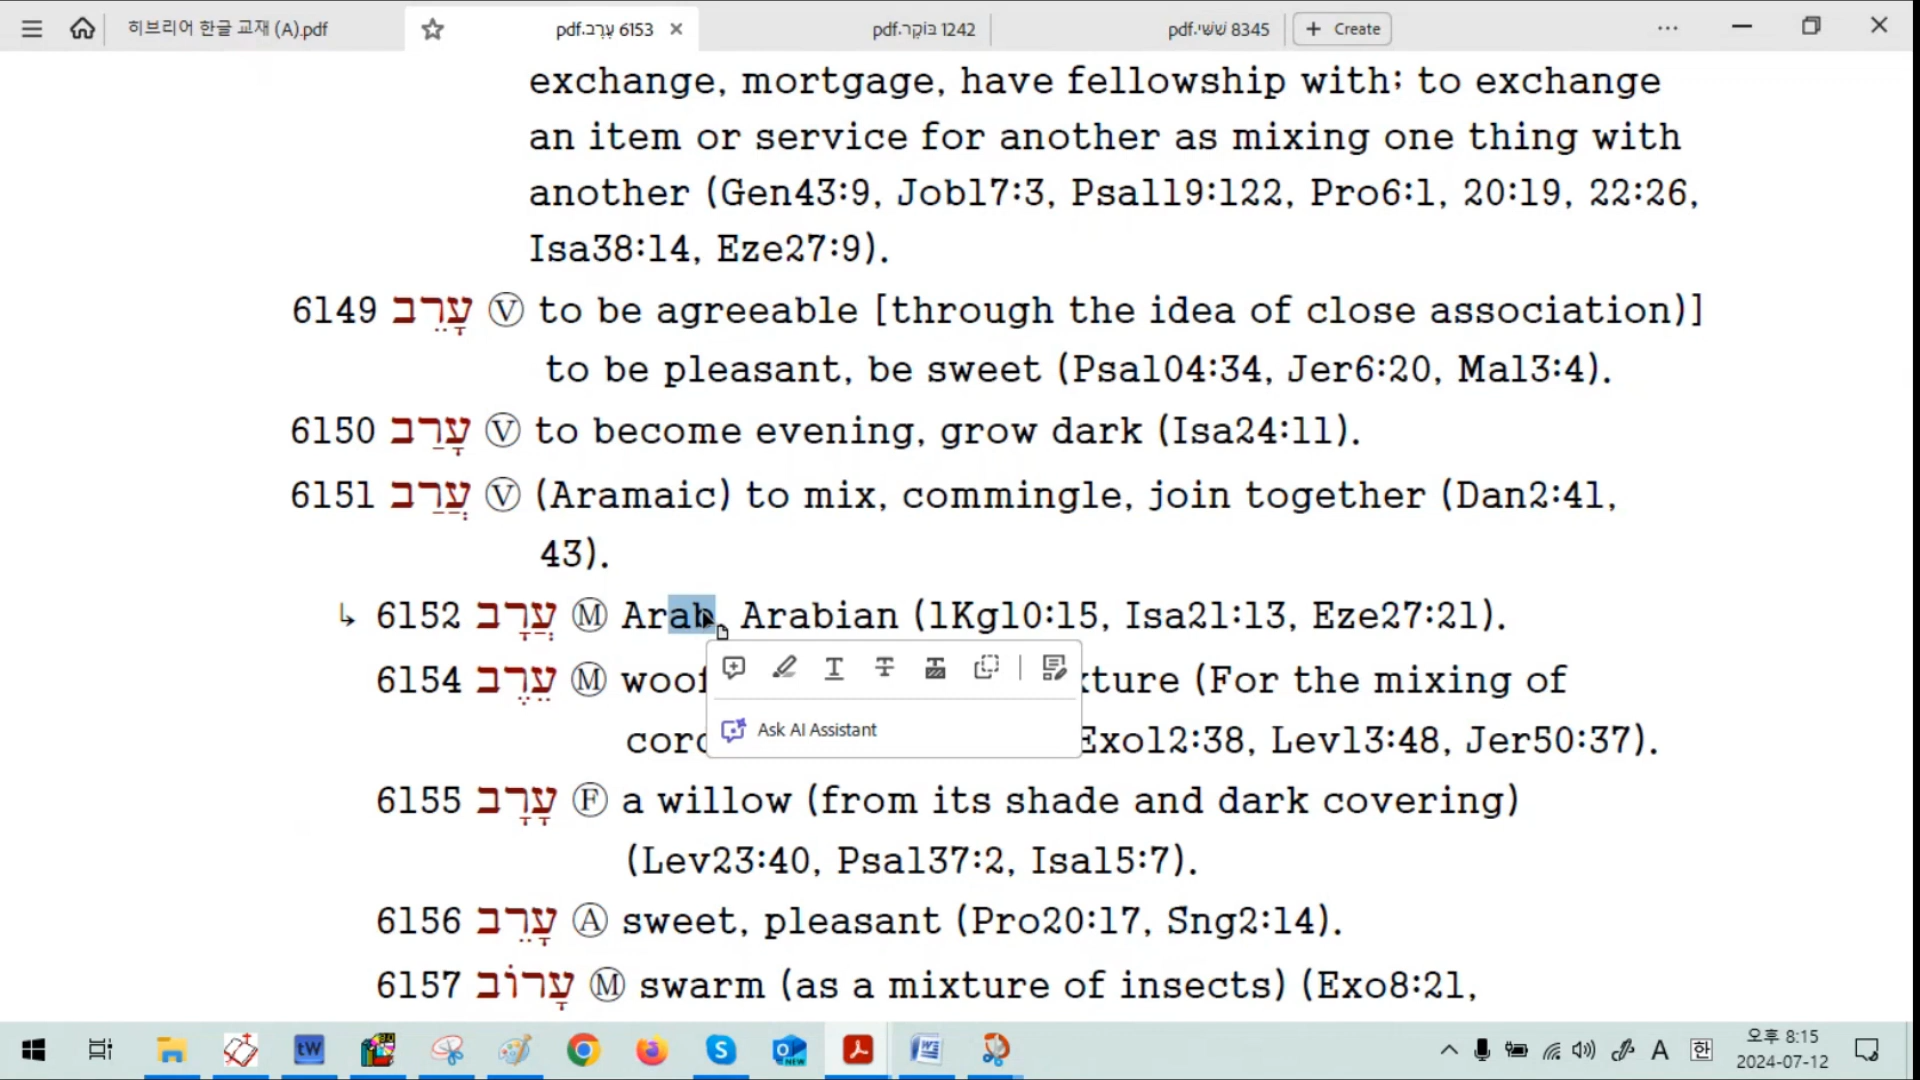 히브리어 한글 교재 (A).pdf
6153 עֶרֶב.pdf
1242 בּוֹקֶר.pdf
8345 שִׁשִּׁי.pdf
Create
exchange, mortgage, have fellowship with; to exchange
an item or service for another as mixing one thing with
another (Gen43:9, Job17:3, Psa119:122, Pro6:1, 20:19, 22:26,
Isa38:14, Eze27:9).
6149 עָרֵב Ⓥ to be agreeable [through the idea of close association)]
to be pleasant, be sweet (Psa104:34, Jer6:20, Mal3:4).
6150 עָרַב Ⓥ to become evening, grow dark (Isa24:11).
6151 עֲרַב Ⓥ (Aramaic) to mix, commingle, join together (Dan2:41,
43).
↳ 6152 עֲרָב Ⓜ Arab, Arabian (1Kg10:15, Isa21:13, Eze27:21).
6154 עֵרֶב Ⓜ woof (For the mixing of
Exo12:38, Lev13:48, Jer50:37).
Ask AI Assistant
6155 עָרָב Ⓕ a willow (from its shade and dark covering)
(Lev23:40, Psa137:2, Isa15:7).
6156 עָרֵב Ⓐ sweet, pleasant (Pro20:17, Sng2:14).
6157 עָרוֹב Ⓜ swarm (as a mixture of insects) (Exo8:21,
A 한 오후 8:15
2024-07-12